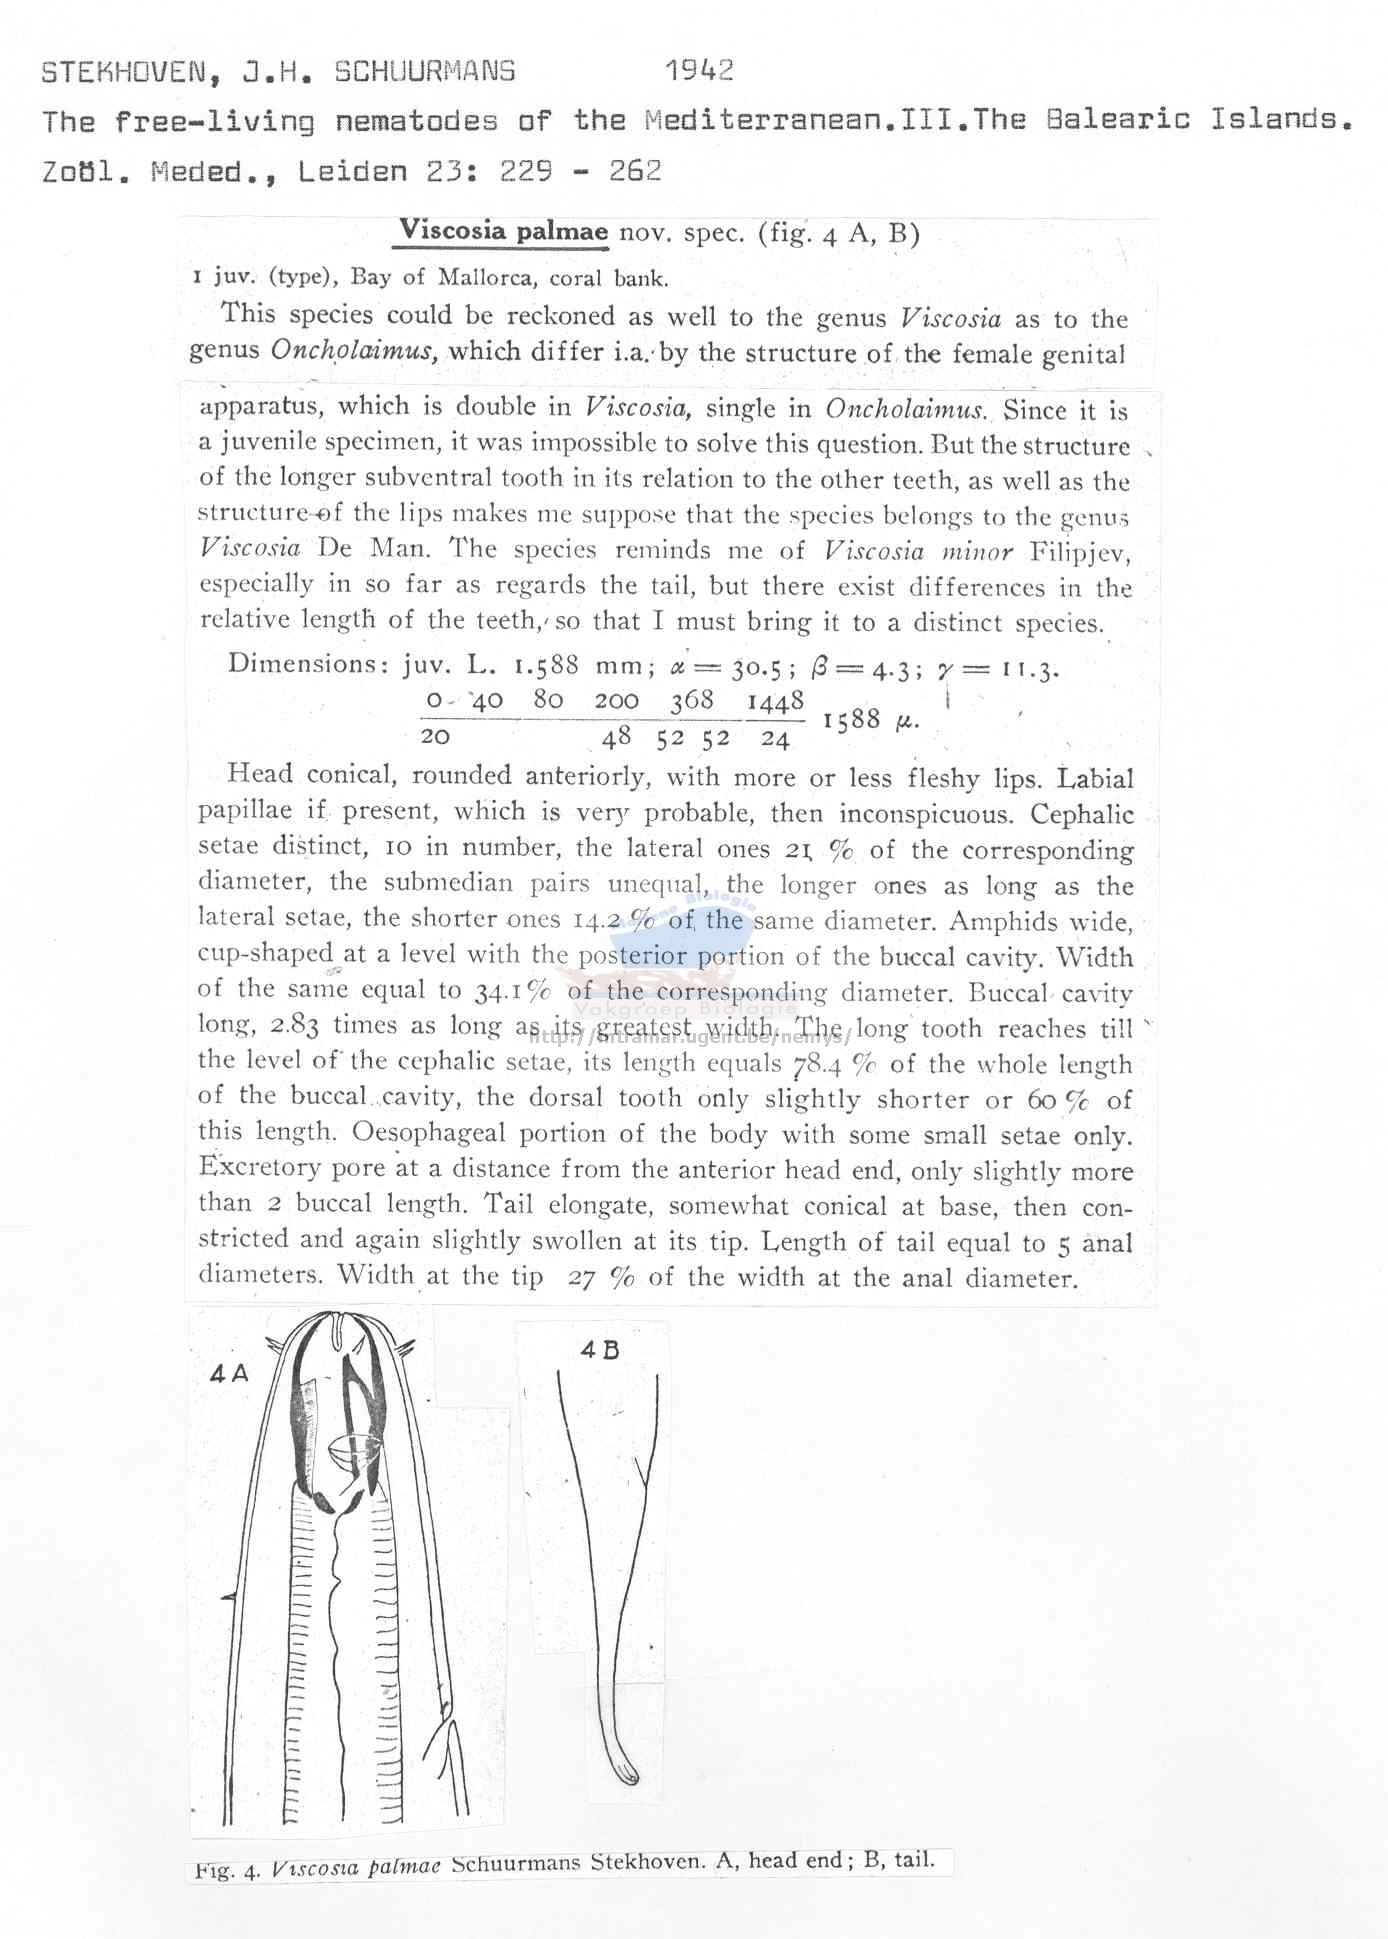 STEKHOVEN, J.H. SCHUURMANS 1942
The free-living nematodes of the Mediterranean.III.The Balearic Islands.
Zoöl. Meded., Leiden 23: 229 - 262
Viscosia palmae nov. spec. (fig. 4 A, B)
1 juv. (type), Bay of Mallorca, coral bank.
This species could be reckoned as well to the genus Viscosia as to the
genus Oncholaimus, which differ i.a. by the structure of the female genital
apparatus, which is double in Viscosia, single in Oncholaimus. Since it is
a juvenile specimen, it was impossible to solve this question. But the structure
of the longer subventral tooth in its relation to the other teeth, as well as the
structure of the lips makes me suppose that the species belongs to the genus
Viscosia De Man. The species reminds me of Viscosia minor Filipjev,
especially in so far as regards the tail, but there exist differences in the
relative length of the teeth, so that I must bring it to a distinct species.
Dimensions: juv. L. 1.588 mm; α = 30.5; β = 4.3; γ = 11.3.
0 40 80 200 368 1448
1588 μ.
20 48 52 52 24
Head conical, rounded anteriorly, with more or less fleshy lips. Labial
papillae if present, which is very probable, then inconspicuous. Cephalic
setae distinct, 10 in number, the lateral ones 21 % of the corresponding
diameter, the submedian pairs unequal, the longer ones as long as the
lateral setae, the shorter ones 14.2 % of the same diameter. Amphids wide,
cup-shaped at a level with the posterior portion of the buccal cavity. Width
of the same equal to 34.1 % of the corresponding diameter. Buccal cavity
long, 2.83 times as long as its greatest width. The long tooth reaches till
the level of the cephalic setae, its length equals 78.4 % of the whole length
of the buccal cavity, the dorsal tooth only slightly shorter or 60 % of
this length. Oesophageal portion of the body with some small setae only.
Excretory pore at a distance from the anterior head end, only slightly more
than 2 buccal length. Tail elongate, somewhat conical at base, then con-
stricted and again slightly swollen at its tip. Length of tail equal to 5 anal
diameters. Width at the tip 27 % of the width at the anal diameter.
Mariene Biologie
Vakgroep Biologie
http://intramar.ugent.be/nemys/
4 A
4 B
Fig. 4. Viscosia palmae Schuurmans Stekhoven. A, head end; B, tail.